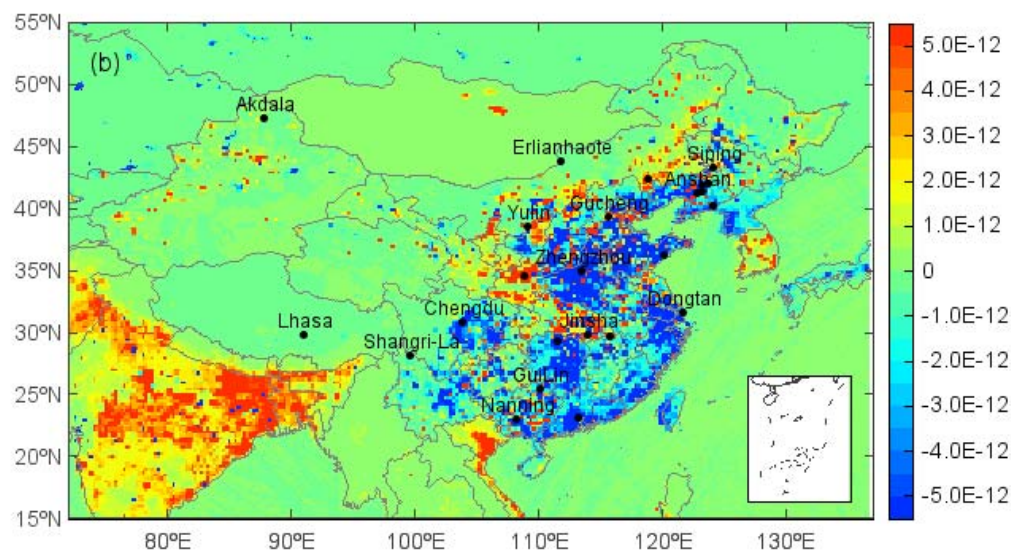 55ºN
50ºN
45ºN
40ºN
35ºN
30ºN
25ºN
20ºN
15ºN
(b)
Akdala
Erlianhaote
Siping
Anshan
Gucheng
Yulin
Zhengzhou
Dongtan
Chengdu
Jinsha
Lhasa
Shangri-La
GuiLin
Nanning
80ºE
90ºE
100ºE
110ºE
120ºE
130ºE
5.0E-12
4.0E-12
3.0E-12
2.0E-12
1.0E-12
0
-1.0E-12
-2.0E-12
-3.0E-12
-4.0E-12
-5.0E-12